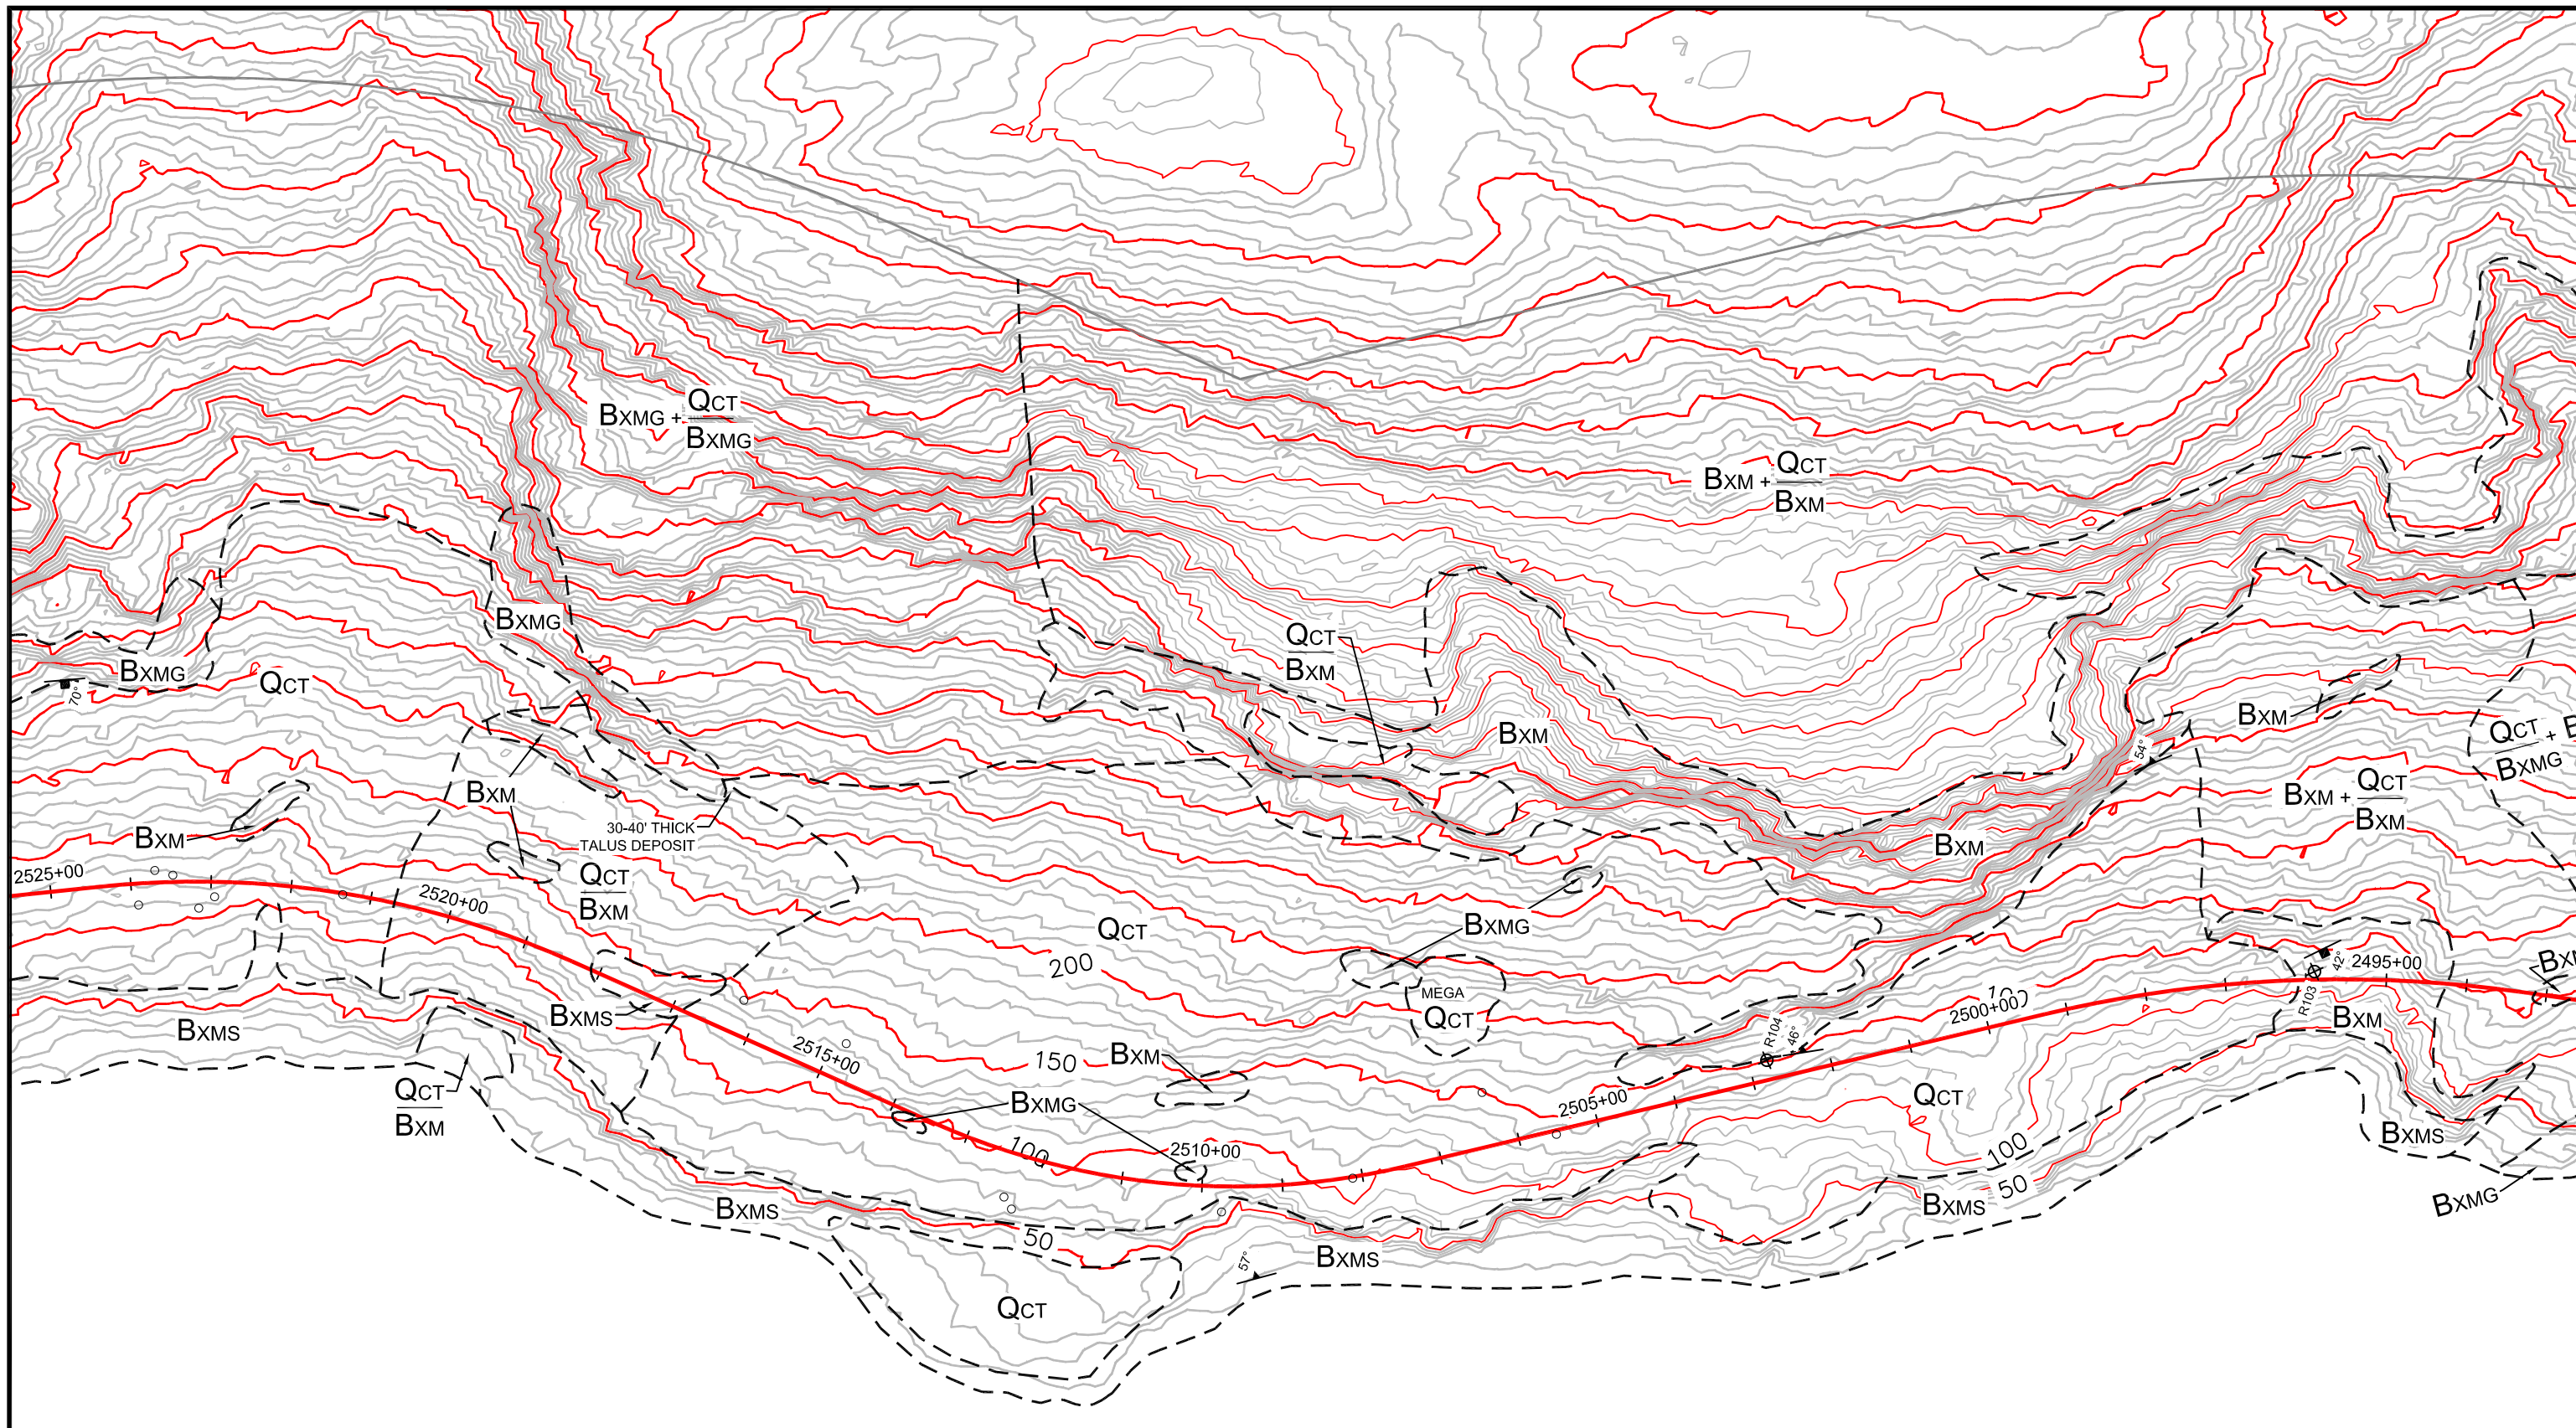 BXMG + QCT
BXMG
BXM + QCT
BXM
QCT
BXM
BXMG
BXMG
70°
QCT
BXM
BXM
54°
QCT +
BXMG
BXM
BXM
30-40' THICK
TALUS DEPOSIT
BXM + QCT
BXM
BXM
2525+00
2520+00
QCT
BXM
QCT
BXMG
200
MEGA
QCT
42°
2495+00
R103
BXM
BXMS
BXMS
2515+00
150
BXM
R104
46°
2500+00
100
QCT
BXM
BXMG
2505+00
QCT
100
2510+00
100
BXMS
BXMS
50
BXMS
BXMG
50
57°
BXMS
QCT